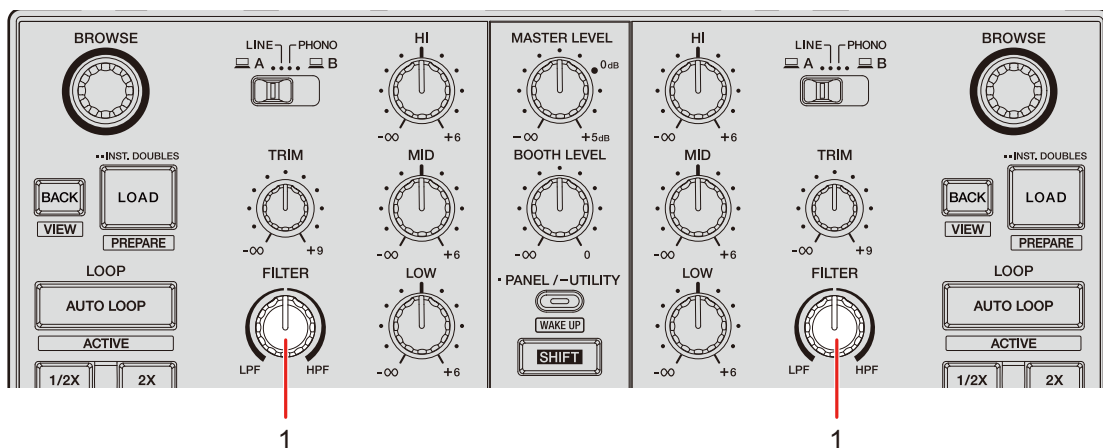 BROWSE
LINE PHONO
A B
HI
-∞ +6
MASTER LEVEL
0dB
-∞ +5dB
HI
-∞ +6
LINE PHONO
A B
BROWSE
INST. DOUBLES
BACK
LOAD
VIEW
PREPARE
TRIM
-∞ +9
MID
-∞ +6
BOOTH LEVEL
-∞ 0
MID
-∞ +6
TRIM
-∞ +9
INST. DOUBLES
BACK
LOAD
VIEW
PREPARE
LOOP
AUTO LOOP
ACTIVE
1/2X 2X
FILTER
LPF HPF
LOW
-∞ +6
· PANEL / – UTILITY
WAKE UP
SHIFT
LOW
-∞ +6
FILTER
LPF HPF
LOOP
AUTO LOOP
ACTIVE
1/2X 2X
1 1